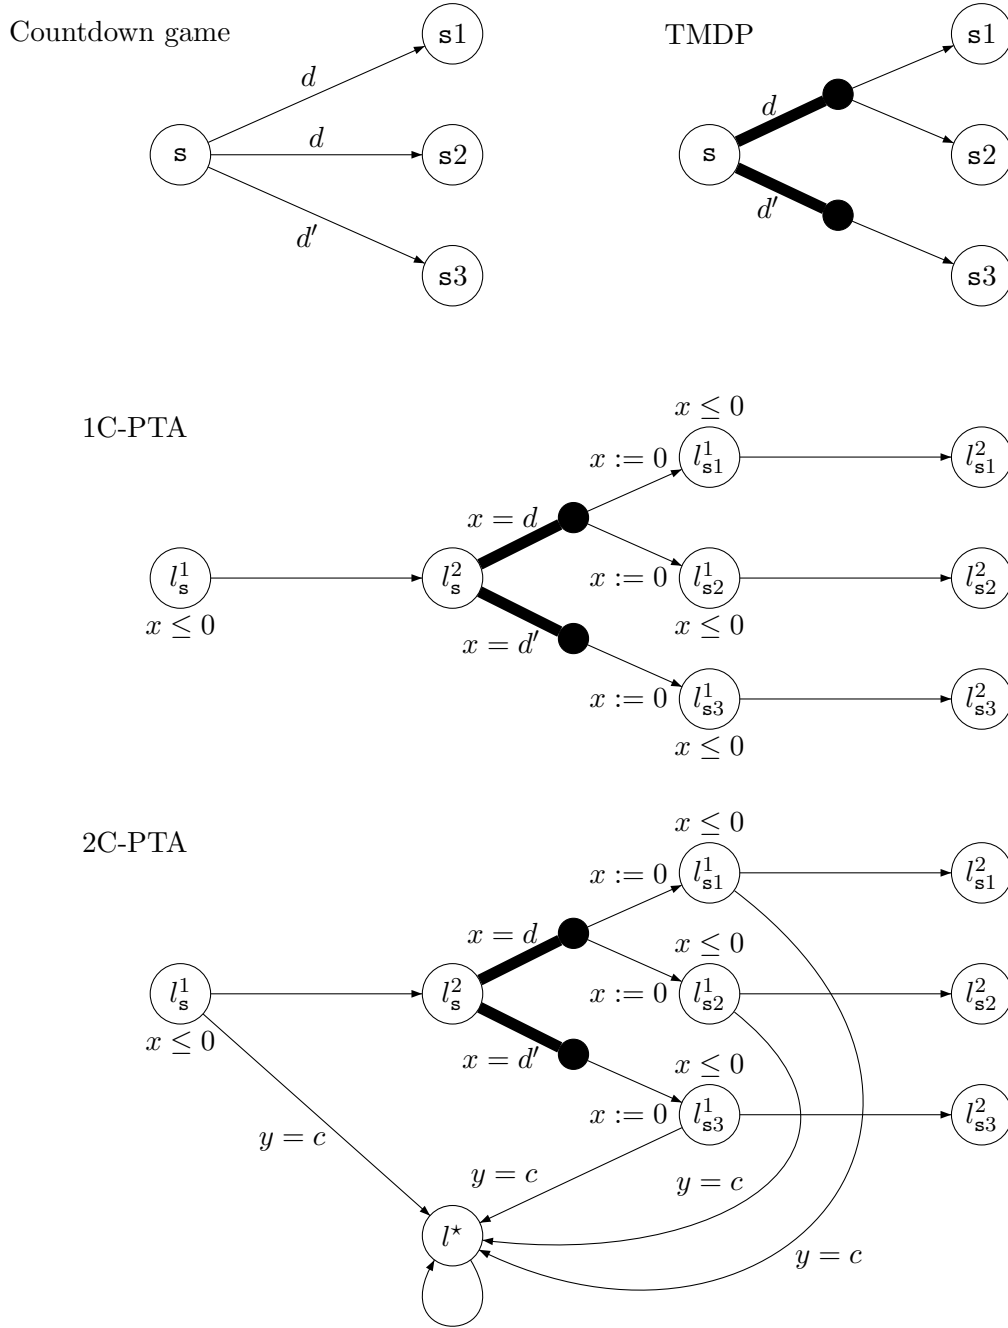 Countdown game
s
d
d
d′
s1
s2
s3
TMDP
s
d
d′
s1
s2
s3
1C-PTA
l¹ₛ
x ≤ 0
l²ₛ
x = d
x = d′
x := 0
x := 0
x := 0
x ≤ 0
l¹ₛ₁
l¹ₛ₂
x ≤ 0
l¹ₛ₃
x ≤ 0
l²ₛ₁
l²ₛ₂
l²ₛ₃
2C-PTA
l¹ₛ
x ≤ 0
l²ₛ
x = d
x = d′
x := 0
x := 0
x := 0
x ≤ 0
l¹ₛ₁
x ≤ 0
l¹ₛ₂
x ≤ 0
l¹ₛ₃
l²ₛ₁
l²ₛ₂
l²ₛ₃
y = c
y = c
y = c
y = c
l⋆